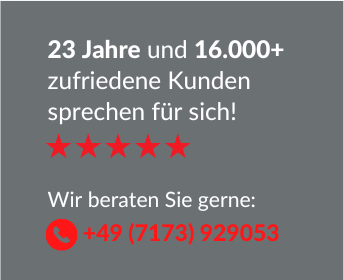 23 Jahre und 16.000+
zufriedene Kunden
sprechen für sich!
Wir beraten Sie gerne:
+49 (7173) 929053